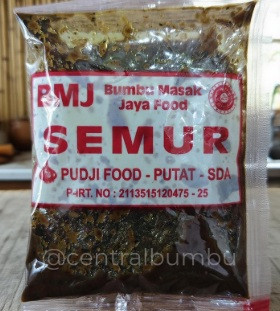 BMJ Bumbu Masak
Jaya Food
SEMUR
PUDJI FOOD - PUTAT - SDA
P-IRT. NO : 2113515120475 - 25
@centralbumbu